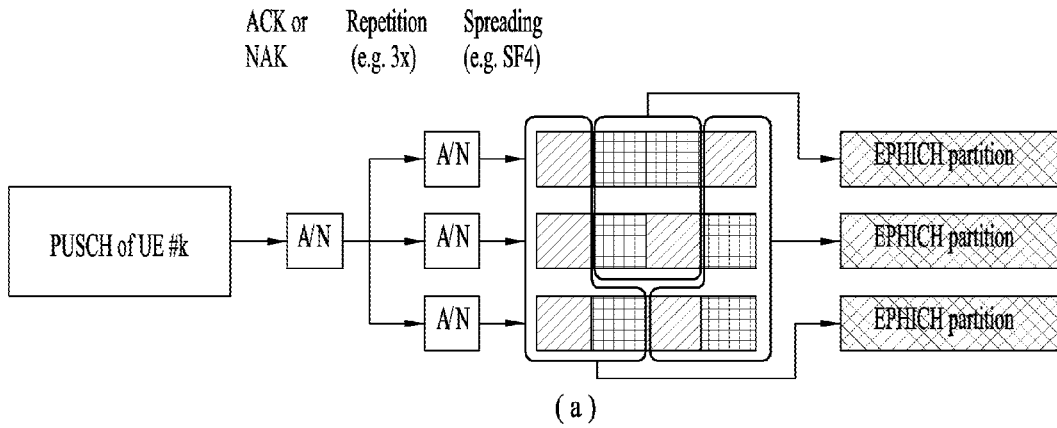 ACK or Repetition Spreading
NAK (e.g. 3x) (e.g. SF4)
A/N EPHICH partition
PUSCH of UE #k A/N A/N EPHICH partition
A/N EPHICH partition
( a )